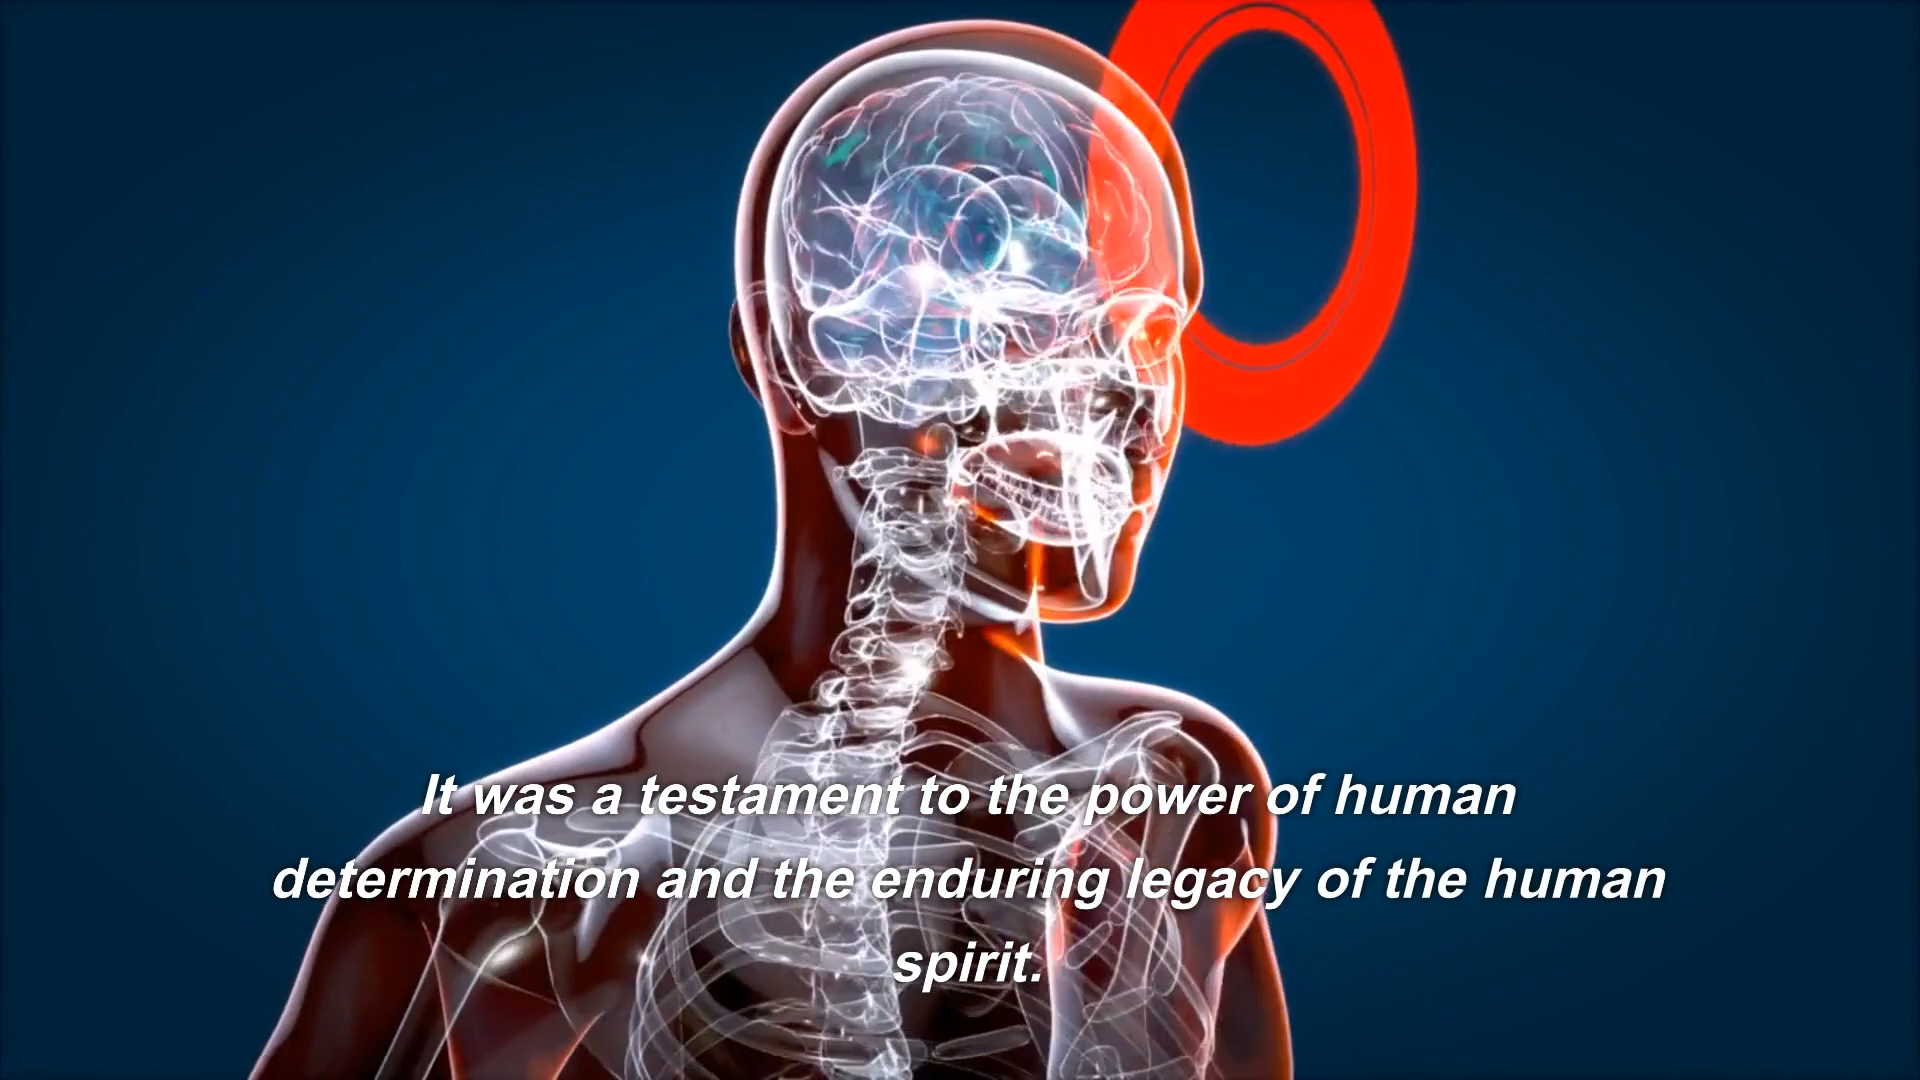 It was a testament to the power of human
determination and the enduring legacy of the human
spirit.